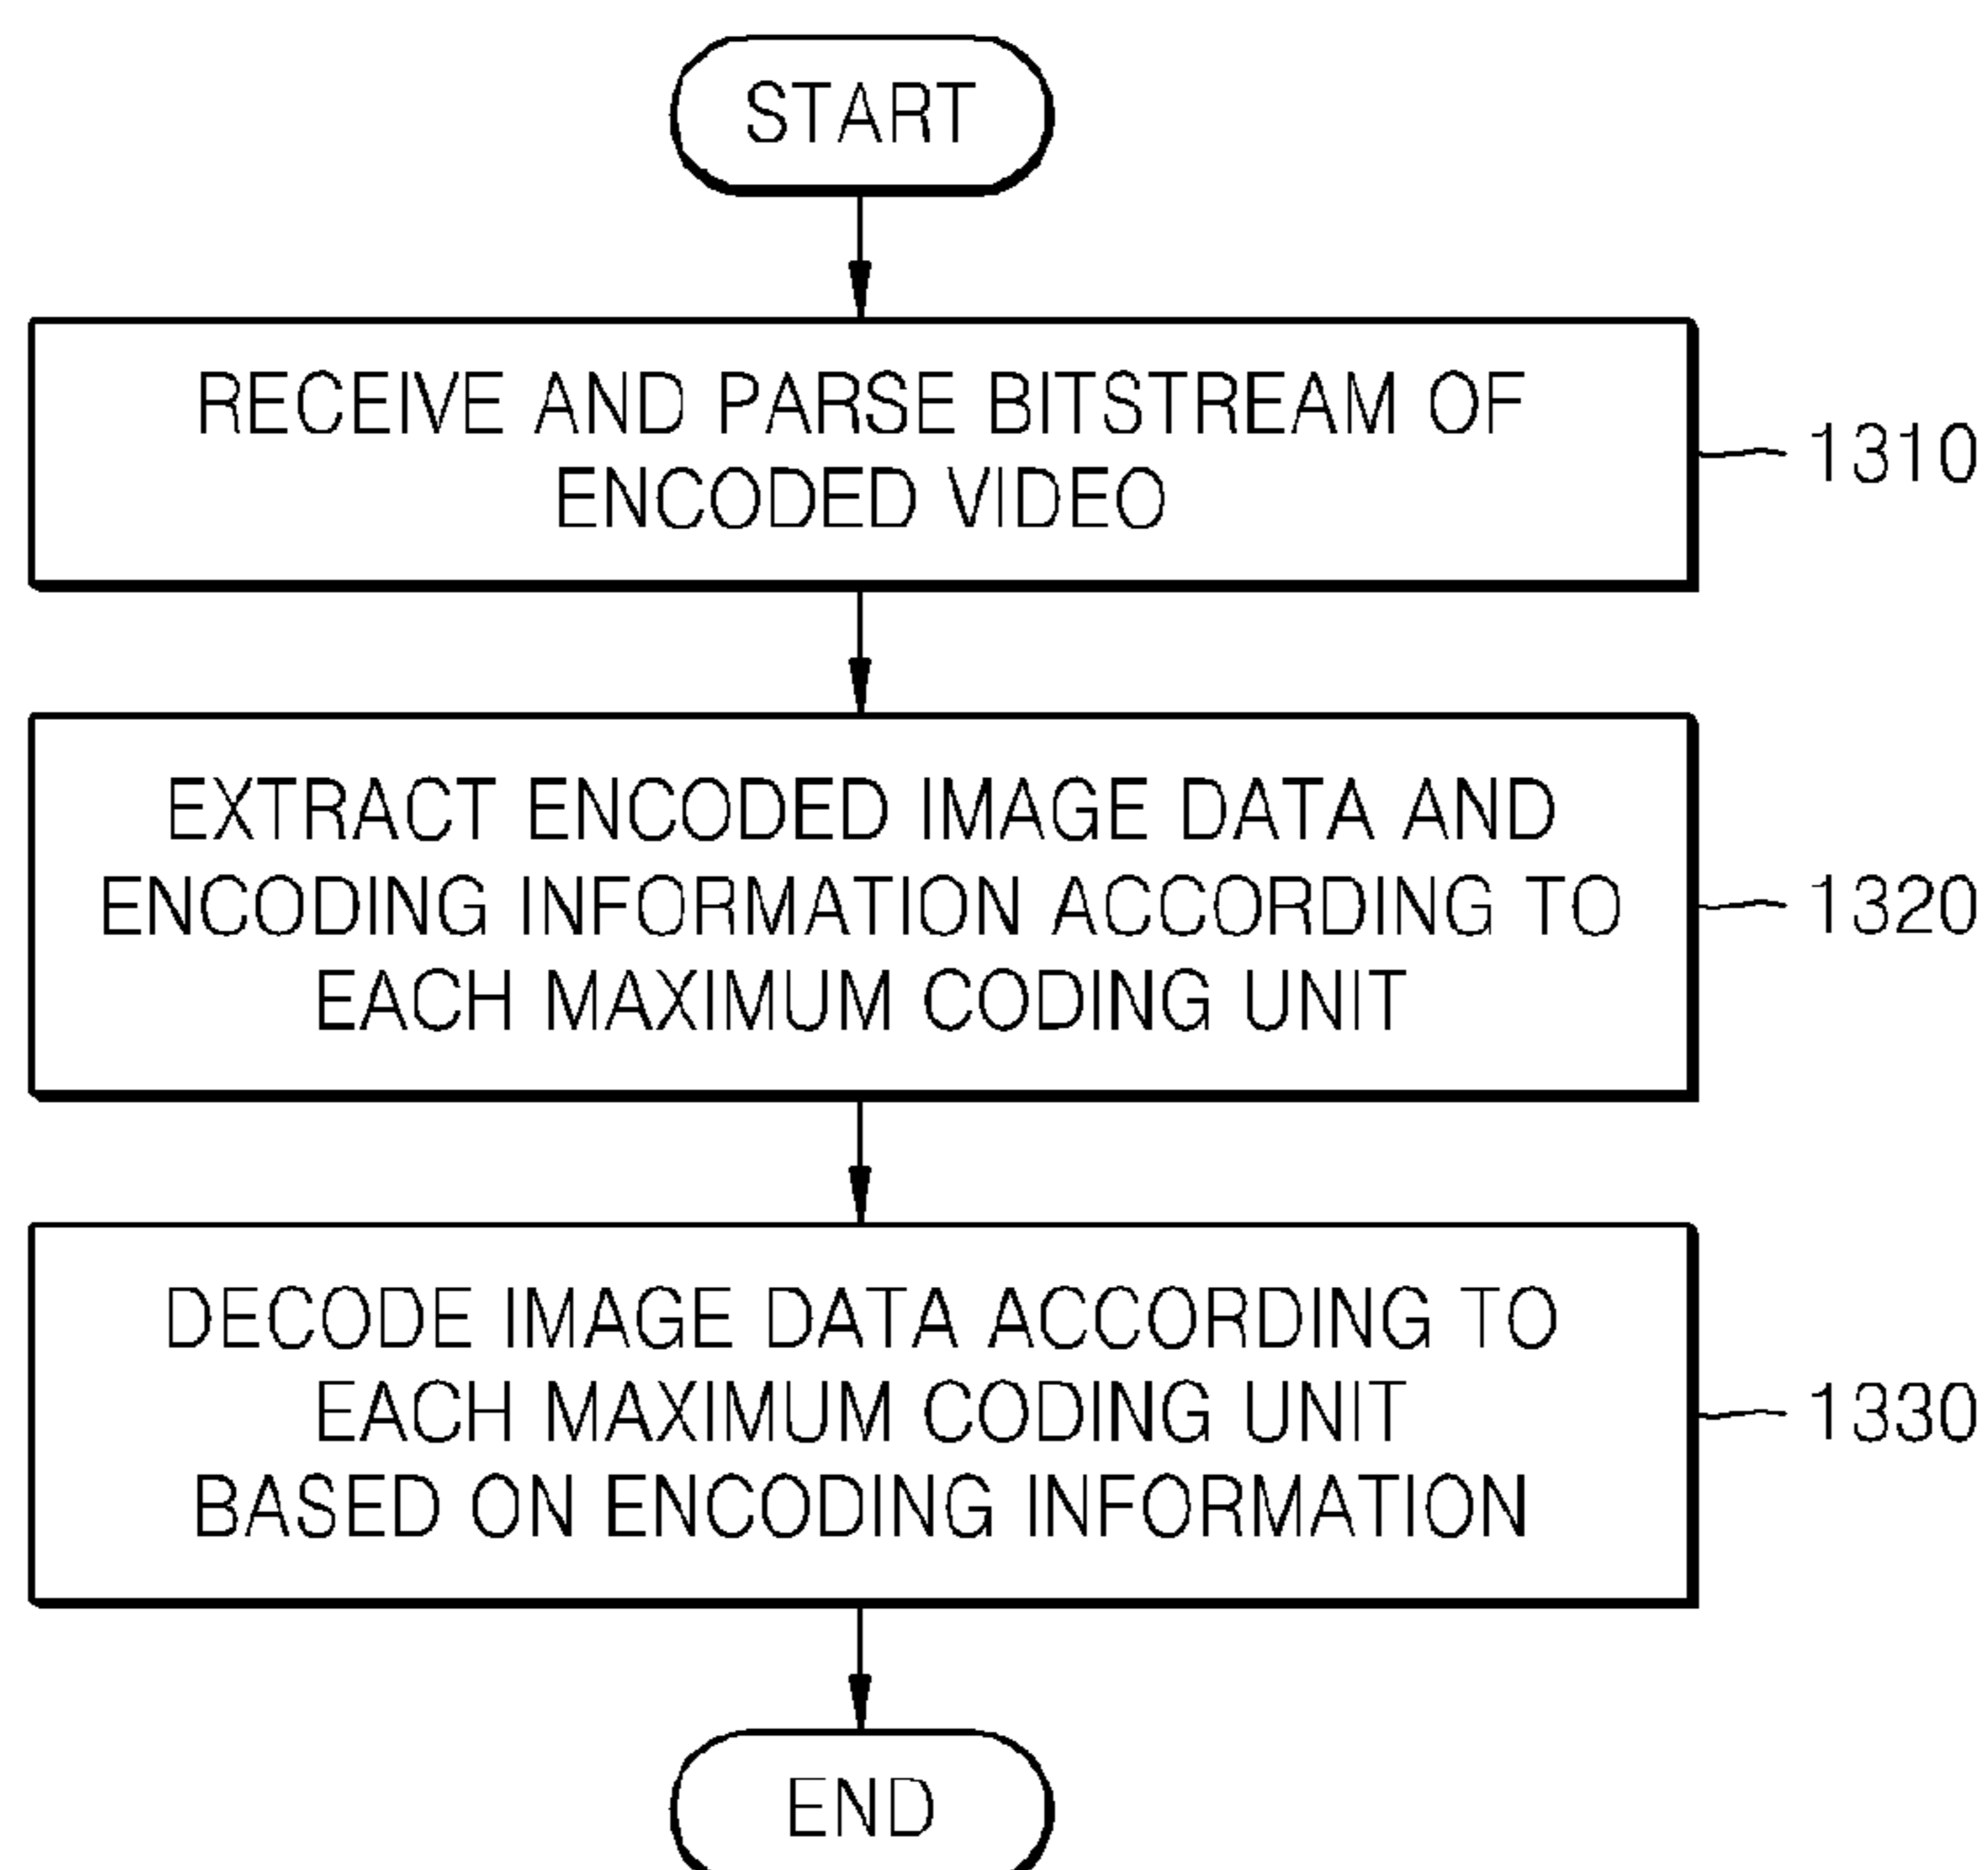 START
RECEIVE AND PARSE BITSTREAM OF
ENCODED VIDEO
1310
EXTRACT ENCODED IMAGE DATA AND
ENCODING INFORMATION ACCORDING TO
EACH MAXIMUM CODING UNIT
1320
DECODE IMAGE DATA ACCORDING TO
EACH MAXIMUM CODING UNIT
BASED ON ENCODING INFORMATION
1330
END